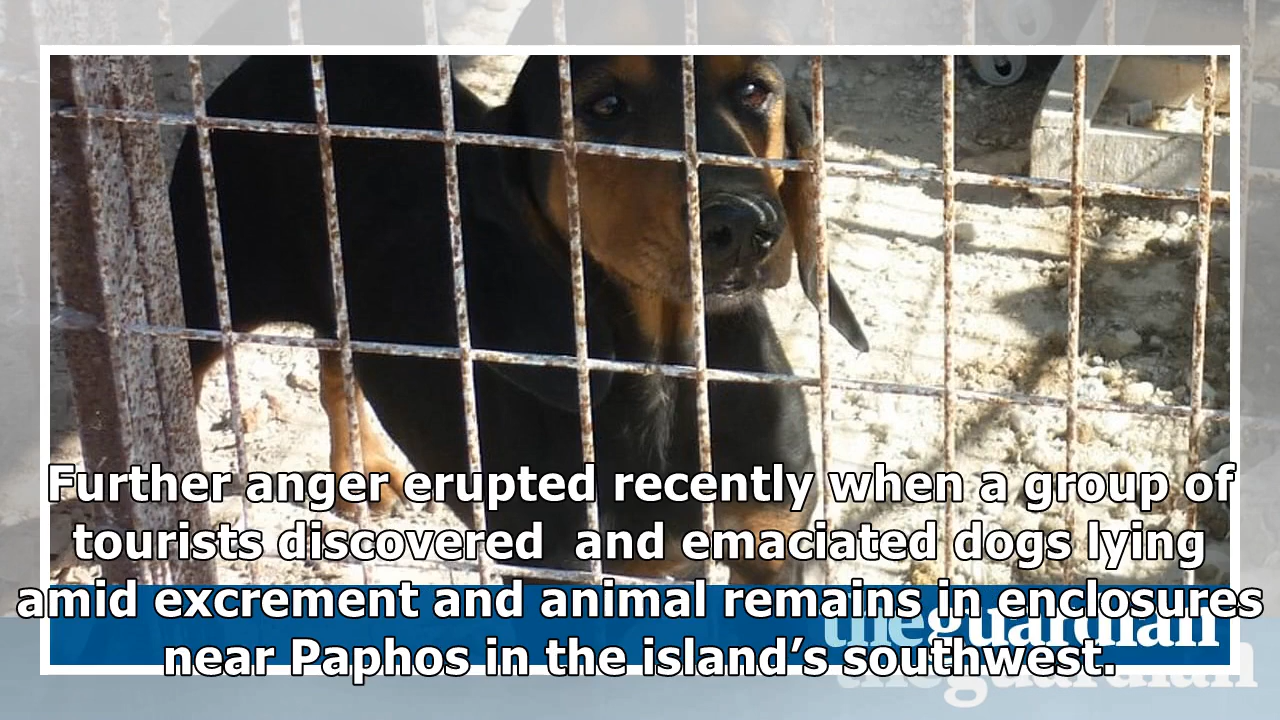 Further anger erupted recently when a group of
tourists discovered  and emaciated dogs lying
amid excrement and animal remains in enclosures
near Paphos in the island’s southwest.
theguardian
theguardian